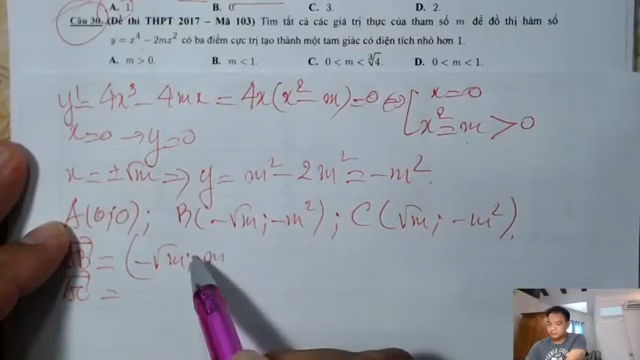 A. 1 B. 0 C. 3. D. 2.
Câu 30. (Đề thi THPT 2017 – Mã 103) Tìm tất cả các giá trị thực của tham số m để đồ thị hàm số
y = x⁴ – 2mx² có ba điểm cực trị tạo thành một tam giác có diện tích nhỏ hơn 1.
A. m > 0. B. m < 1. C. 0 < m < ∛4. D. 0 < m < 1.
y' = 4x³ – 4mx = 4x(x² – m) = 0 ⇔ [ x = 0
x² = m > 0
x = 0 → y = 0
x = ±√m ⇒ y = m² – 2m² = –m².
A(0;0); B(–√m; –m²); C(√m; –m²).
AB = (–√m; m
AC =